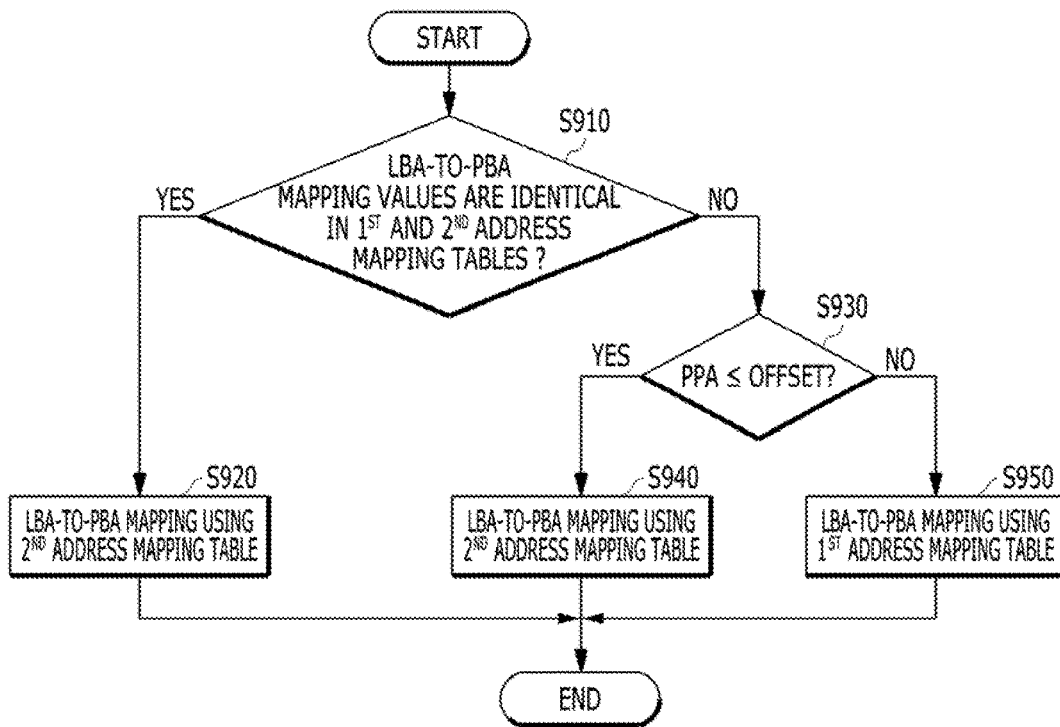 START
S910
LBA-TO-PBA
MAPPING VALUES ARE IDENTICAL
IN 1ST AND 2ND ADDRESS
MAPPING TABLES ?
YES
NO
S930
PPA ≤ OFFSET?
YES
NO
S920
LBA-TO-PBA MAPPING USING
2ND ADDRESS MAPPING TABLE
S940
LBA-TO-PBA MAPPING USING
2ND ADDRESS MAPPING TABLE
S950
LBA-TO-PBA MAPPING USING
1ST ADDRESS MAPPING TABLE
END